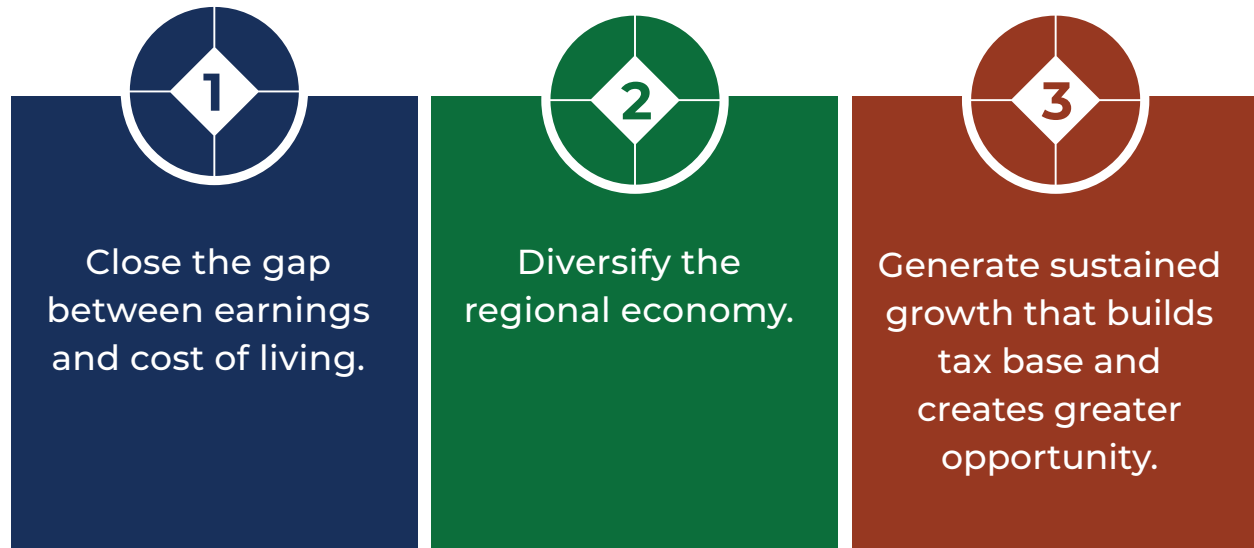 1
Close the gap
between earnings
and cost of living.
2
Diversify the
regional economy.
3
Generate sustained
growth that builds
tax base and
creates greater
opportunity.